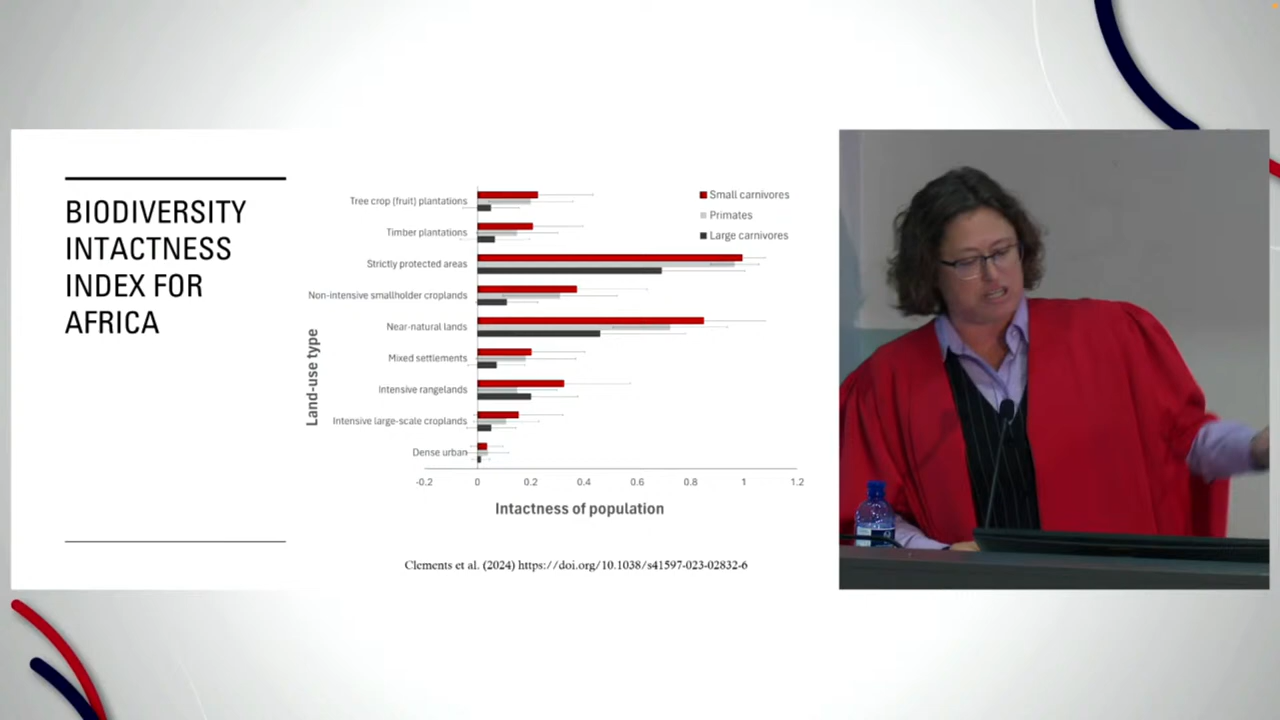 BIODIVERSITY
INTACTNESS
INDEX FOR
AFRICA
Land-use type
Tree crop (fruit) plantations
Timber plantations
Strictly protected areas
Non-intensive smallholder croplands
Near-natural lands
Mixed settlements
Intensive rangelands
Intensive large-scale croplands
Dense urban
Small carnivores
Primates
Large carnivores
-0.2 0 0.2 0.4 0.6 0.8 1 1.2
Intactness of population
Clements et al. (2024) https://doi.org/10.1038/s41597-023-02832-6